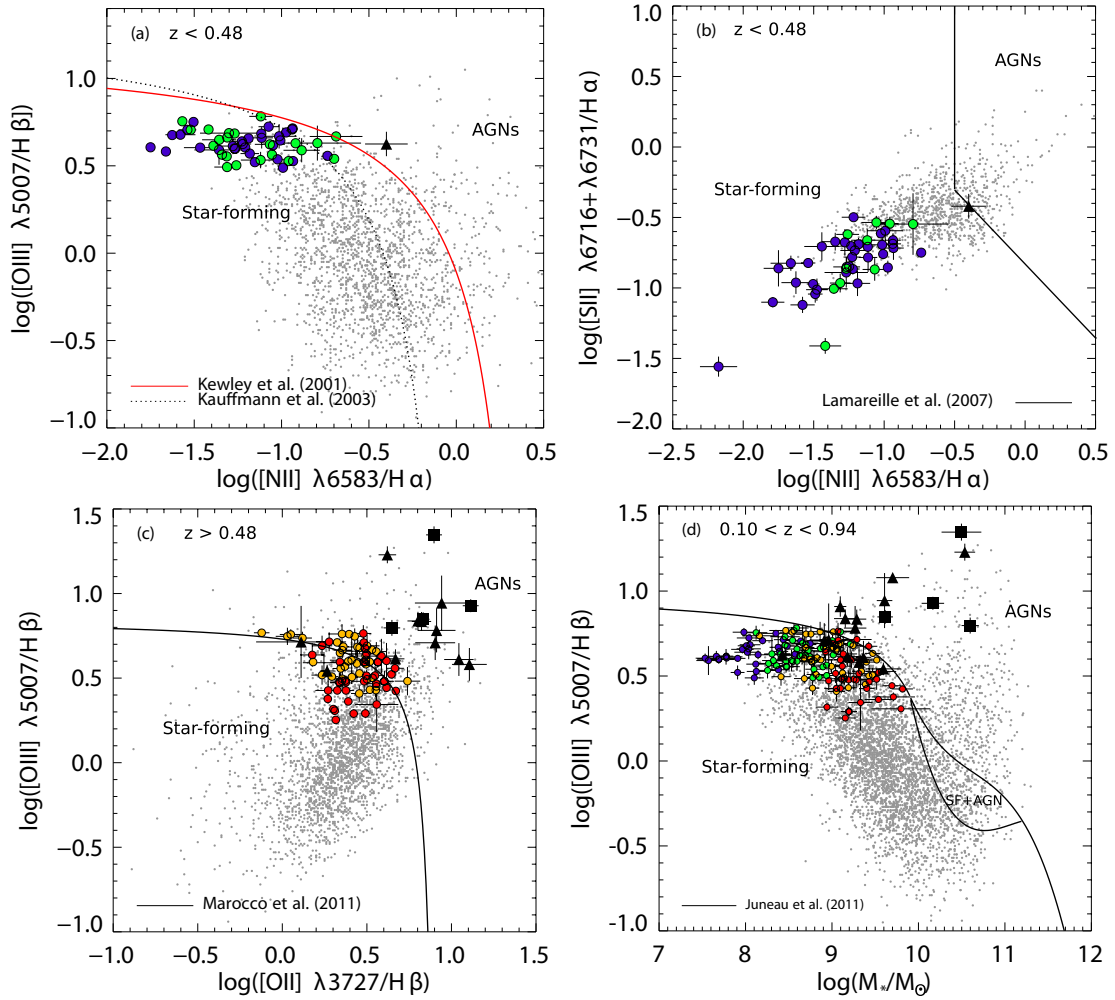 (a) z < 0.48
AGNs
Star-forming
Kewley et al. (2001)
Kauffmann et al. (2003)
1.0
0.5
0.0
−0.5
−1.0
−2.0 −1.5 −1.0 −0.5 0.0 0.5
log([OIII] λ5007/H β)
log([NII] λ6583/H α)
(b) z < 0.48
AGNs
Star-forming
Lamareille et al. (2007)
1.0
0.5
0.0
−0.5
−1.0
−1.5
−2.0
−2.5 −2.0 −1.5 −1.0 −0.5 0.0 0.5
log([SII] λ6716+λ6731/H α)
log([NII] λ6583/H α)
(c) z > 0.48
AGNs
Star-forming
Marocco et al. (2011)
1.5
1.0
0.5
0.0
−0.5
−1.0
−1.0 −0.5 0.0 0.5 1.0 1.5
log([OIII] λ5007/H β)
log([OII] λ3727/H β)
(d) 0.10 < z < 0.94
AGNs
Star-forming
SF+AGN
Juneau et al. (2011)
1.5
1.0
0.5
0.0
−0.5
−1.0
7 8 9 10 11 12
log([OIII] λ5007/H β)
log(M*/M⊙)